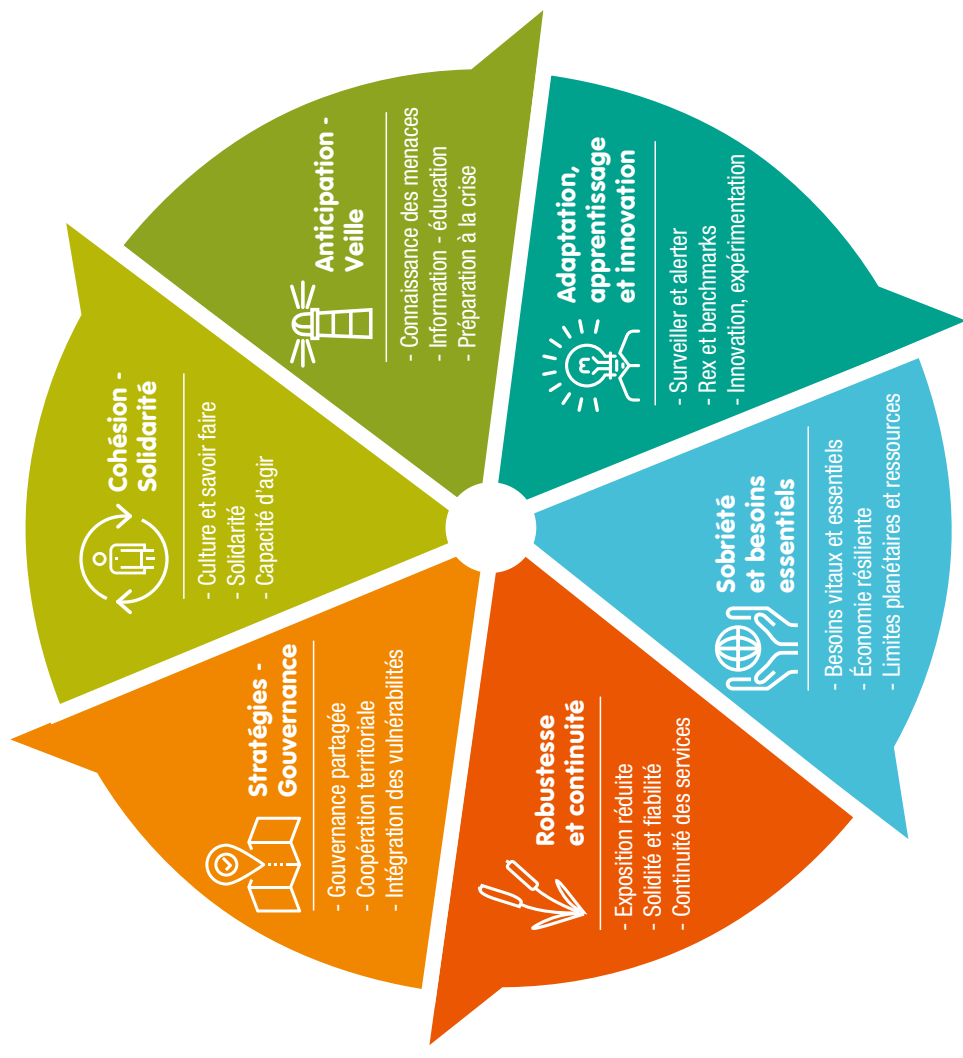 Stratégies -
Gouvernance
- Gouvernance partagée
- Coopération territoriale
- Intégration des vulnérabilités
Cohésion -
Solidarité
- Culture et savoir faire
- Solidarité
- Capacité d'agir
Anticipation -
Veille
- Connaissance des menaces
- Information - éducation
- Préparation à la crise
Adaptation,
apprentissage
et innovation
- Surveiller et alerter
- Rex et benchmarks
- Innovation, expérimentation
Sobriété
et besoins
essentiels
- Besoins vitaux et essentiels
- Économie résiliente
- Limites planétaires et ressources
Robustesse
et continuité
- Exposition réduite
- Solidité et fiabilité
- Continuité des services